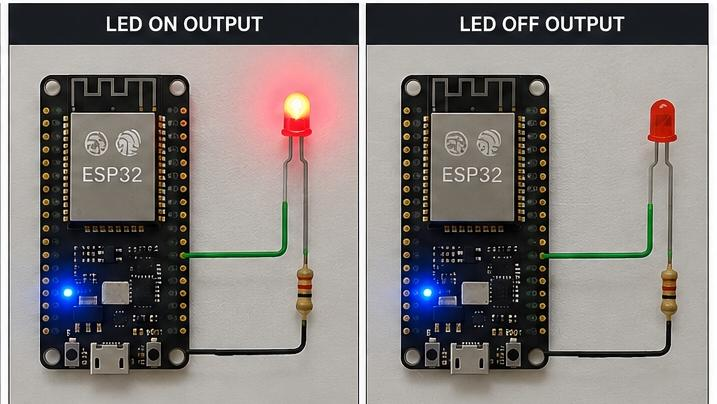 LED ON OUTPUT
LED OFF OUTPUT
ESP32
ESP32